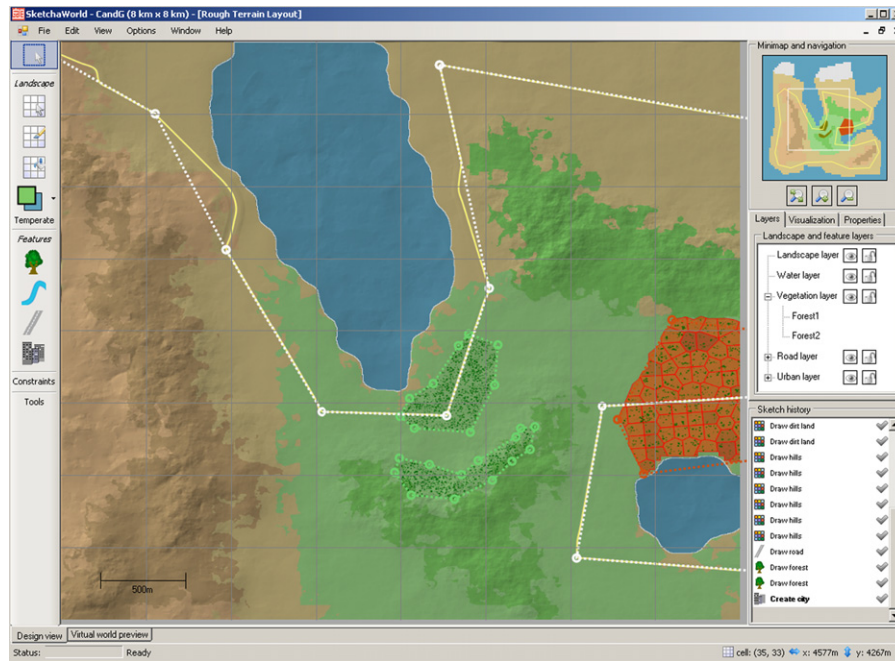 SketchaWorld - CandG (8 km x 8 km) - [Rough Terrain Layout]
Fie Edit View Options Window Help
Landscape
Temperate
Features
Constraints
Tools
500m
Minimap and navigation
Layers Visualization Properties
Landscape and feature layers
Landscape layer
Water layer
Vegetation layer
Forest1
Forest2
Road layer
Urban layer
Sketch history
Draw dirt land
Draw dirt land
Draw hills
Draw hills
Draw hills
Draw hills
Draw hills
Draw hills
Draw road
Draw forest
Draw forest
Create city
Design view Virtual world preview
Status: Ready cell: (35, 33) x: 4577m y: 4267m